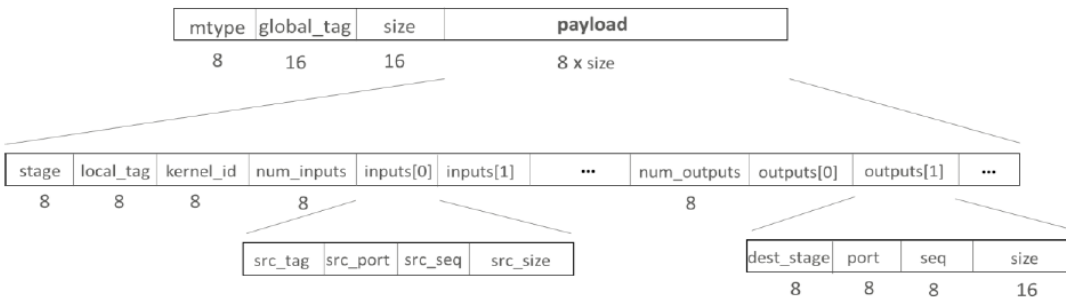 mtype global_tag size payload
8 16 16 8 x size
stage local_tag kernel_id num_inputs inputs[0] inputs[1] ... num_outputs outputs[0] outputs[1] ...
8 8 8 8 8
src_tag src_port src_seq src_size
dest_stage port seq size
8 8 8 16